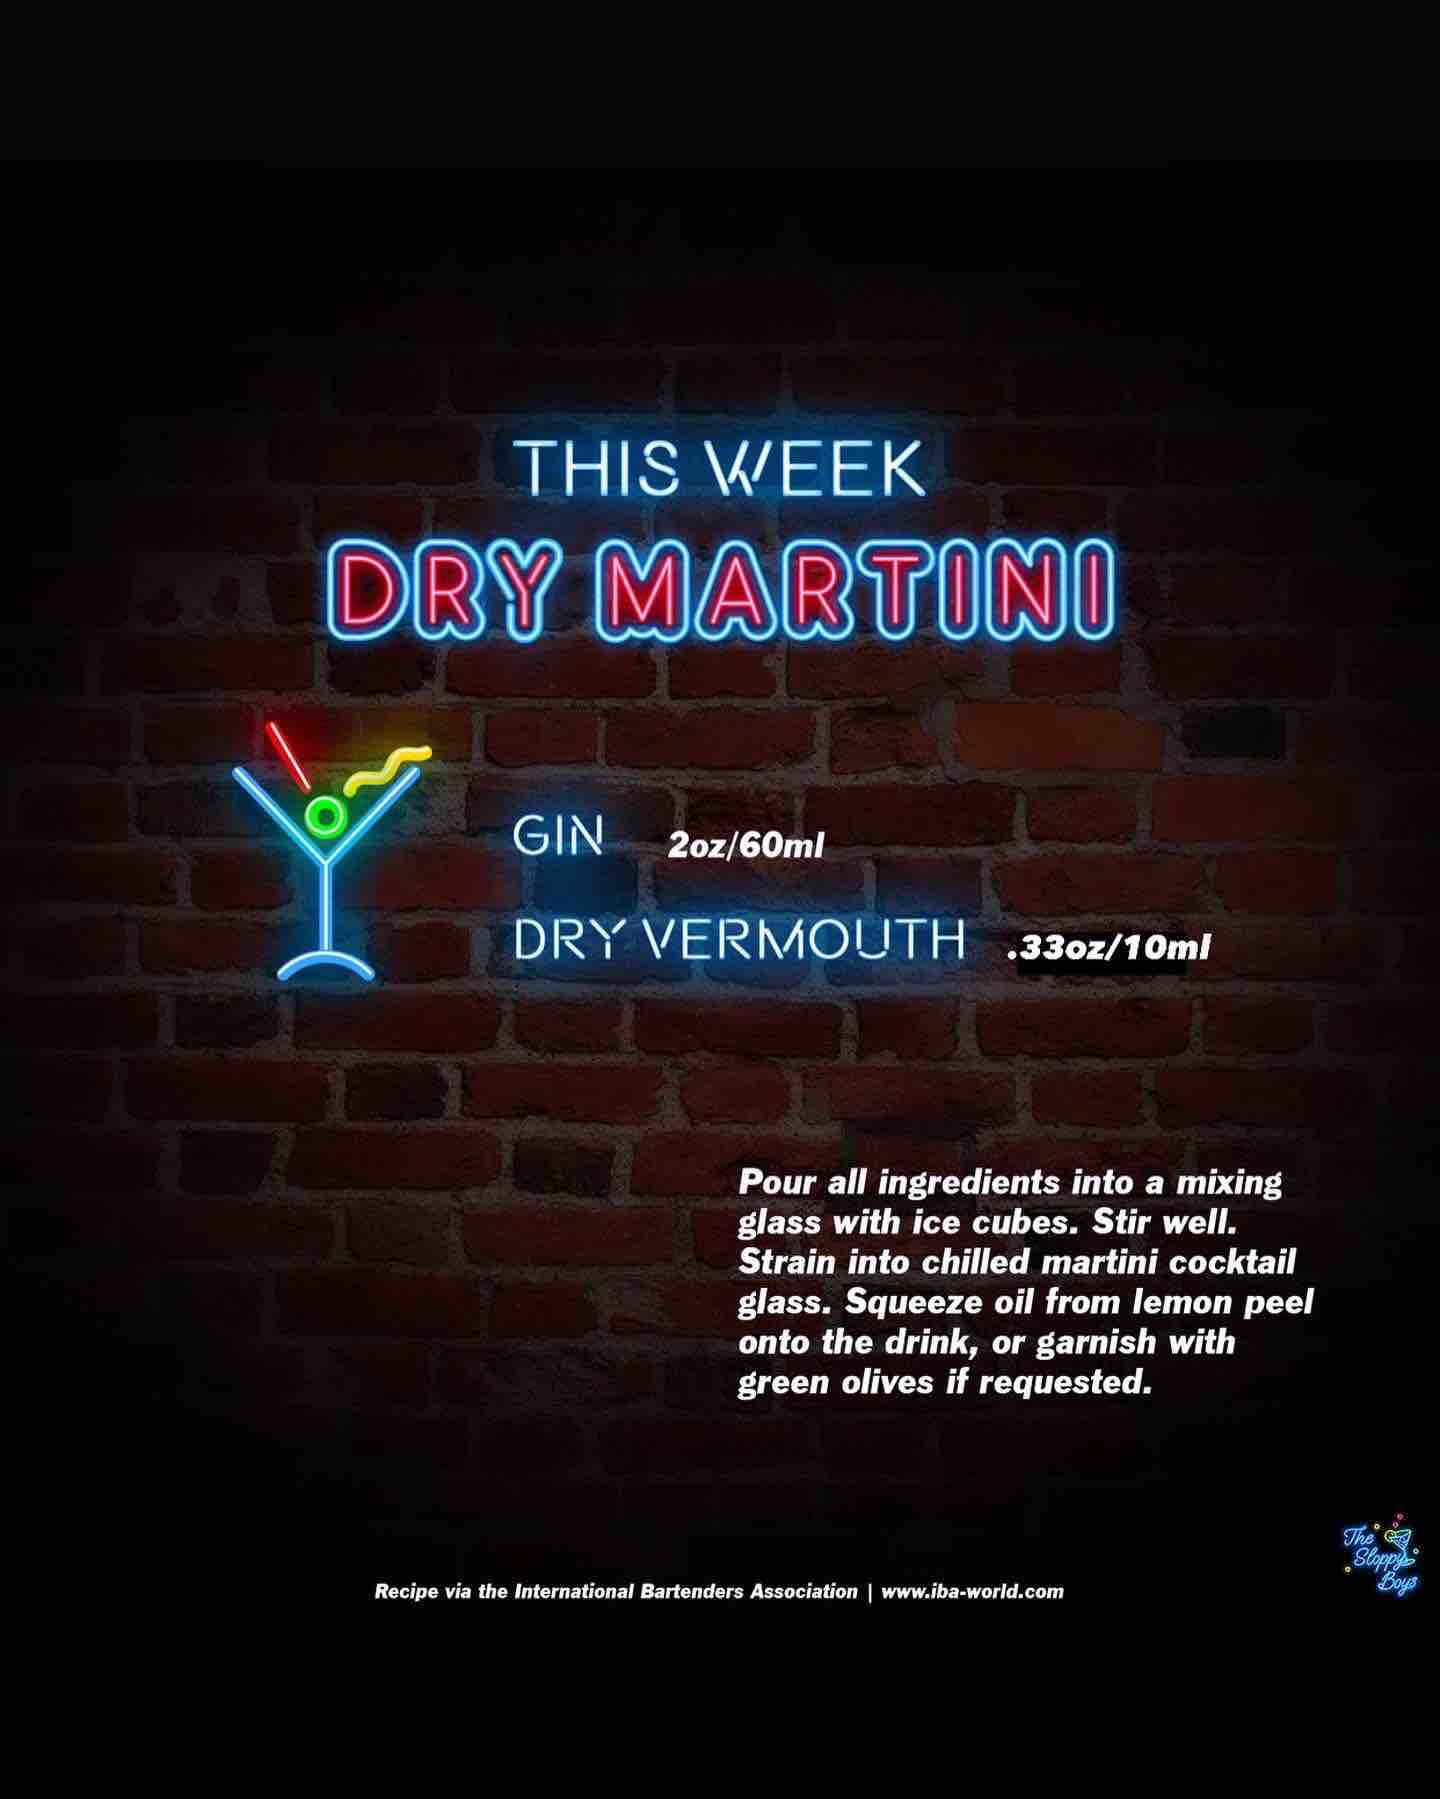 THIS WEEK
DRY MARTINI
GIN 2oz/60ml
DRY VERMOUTH .33oz/10ml
Pour all ingredients into a mixing
glass with ice cubes. Stir well.
Strain into chilled martini cocktail
glass. Squeeze oil from lemon peel
onto the drink, or garnish with
green olives if requested.
The
Sloppy
Boys
Recipe via the International Bartenders Association | www.iba-world.com